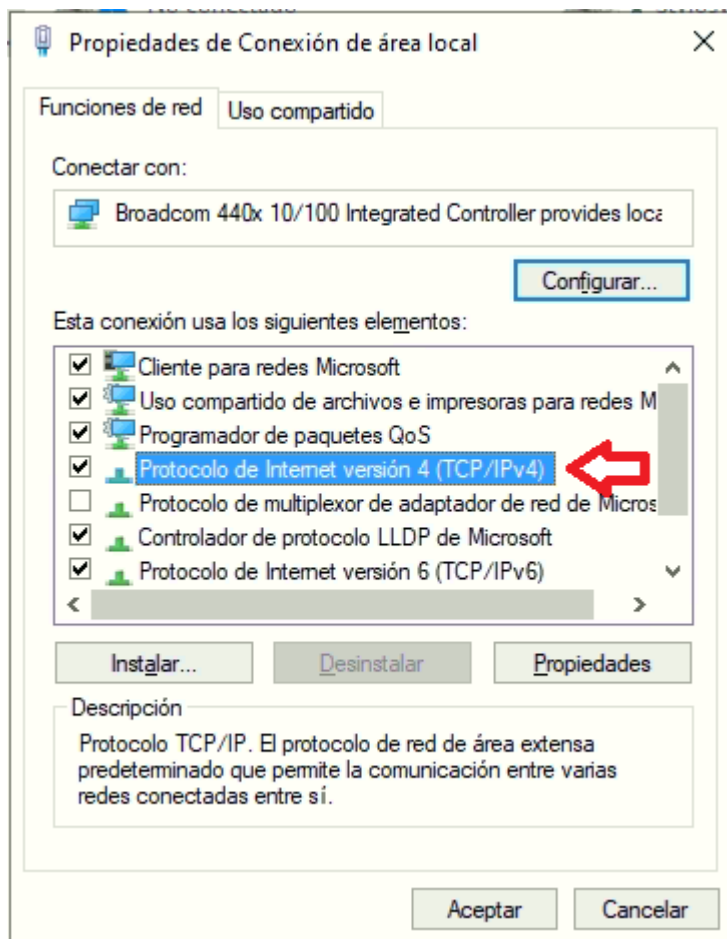 Propiedades de Conexión de área local
Funciones de red
Uso compartido
Conectar con:
Broadcom 440x 10/100 Integrated Controller provides loca
Configurar...
Esta conexión usa los siguientes elementos:
Cliente para redes Microsoft
Uso compartido de archivos e impresoras para redes M
Programador de paquetes QoS
Protocolo de Internet versión 4 (TCP/IPv4)
Protocolo de multiplexor de adaptador de red de Micros
Controlador de protocolo LLDP de Microsoft
Protocolo de Internet versión 6 (TCP/IPv6)
Instalar...
Desinstalar
Propiedades
Descripción
Protocolo TCP/IP. El protocolo de red de área extensa
predeterminado que permite la comunicación entre varias
redes conectadas entre sí.
Aceptar
Cancelar